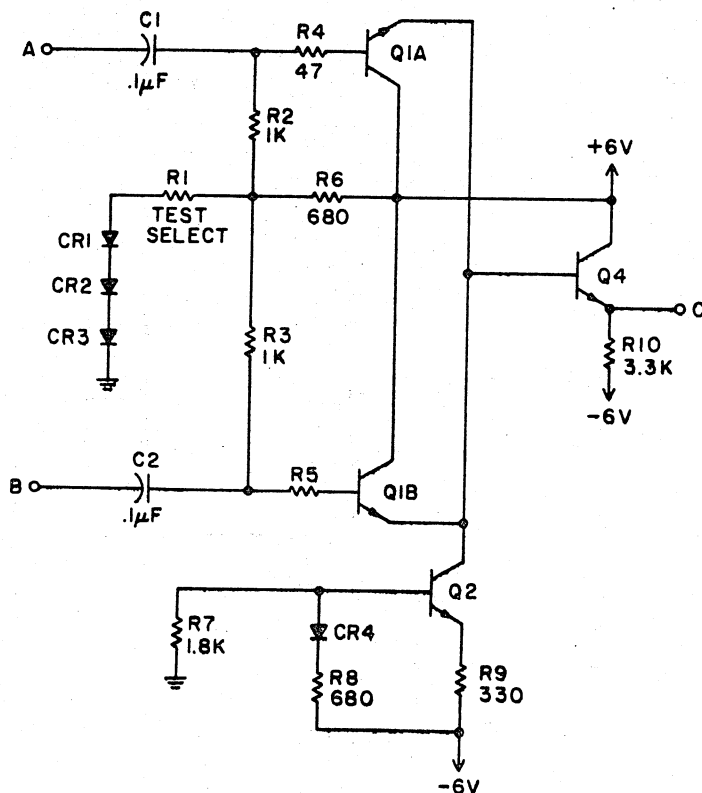 C1
A
.1µF
R4
47
Q1A
R2
1K
+6V
R1
TEST
SELECT
R6
680
CR1
CR2
CR3
Q4
C
R3
1K
R10
3.3K
-6V
C2
B
.1µF
R5
Q1B
Q2
R7
1.8K
CR4
R8
680
R9
330
-6V